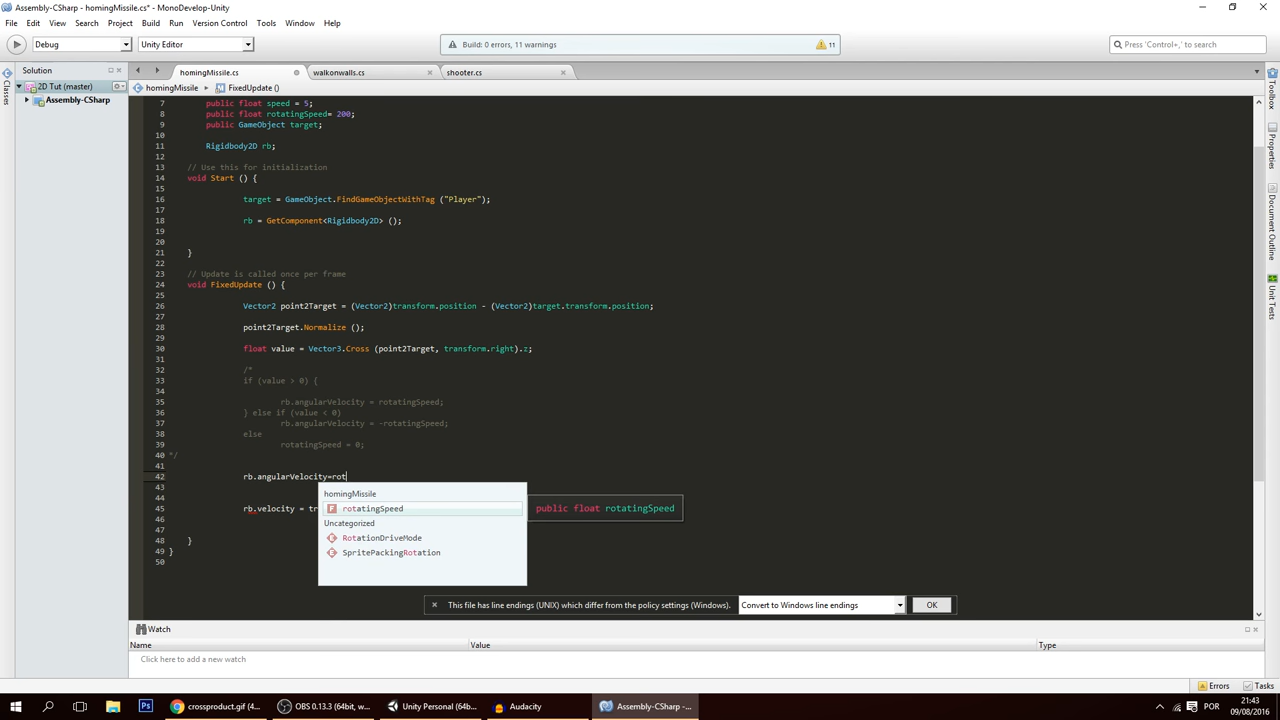 Assembly-CSharp - homingMissile.cs* - MonoDevelop-Unity
File Edit View Search Project Build Run Version Control Tools Window Help
Debug Unity Editor Build: 0 errors, 11 warnings 11 Press 'Control+,' to search
Solution homingMissile.cs walkonwalls.cs shooter.cs
Classes
2D Tut (master)
Assembly-CSharp
homingMissile FixedUpdate ()
Toolbox
Properties
Document Outline
Unit Tests
7 public float speed = 5;
8 public float rotatingSpeed= 200;
9 public GameObject target;
10
11 Rigidbody2D rb;
12
13 // Use this for initialization
14 void Start () {
15
16 target = GameObject.FindGameObjectWithTag ("Player");
17
18 rb = GetComponent<Rigidbody2D> ();
19
20
21 }
22
23 // Update is called once per frame
24 void FixedUpdate () {
25
26 Vector2 point2Target = (Vector2)transform.position - (Vector2)target.transform.position;
27
28 point2Target.Normalize ();
29
30 float value = Vector3.Cross (point2Target, transform.right).z;
31
32 /*
33 if (value > 0) {
34
35 rb.angularVelocity = rotatingSpeed;
36 } else if (value < 0)
37 rb.angularVelocity = -rotatingSpeed;
38 else
39 rotatingSpeed = 0;
40 */
41
42 rb.angularVelocity=rot
43
44
45 rb.velocity = tr
46
47
48 }
49 }
50
homingMissile
rotatingSpeed
Uncategorized
RotationDriveMode
SpritePackingRotation
public float rotatingSpeed
This file has line endings (UNIX) which differ from the policy settings (Windows). Convert to Windows line endings OK
Watch
Name Value Type
Click here to add a new watch
Errors Tasks
crossproduct.gif (4... OBS 0.13.3 (64bit, w... Unity Personal (64b... Audacity Assembly-CSharp -... POR 21:43
09/08/2016